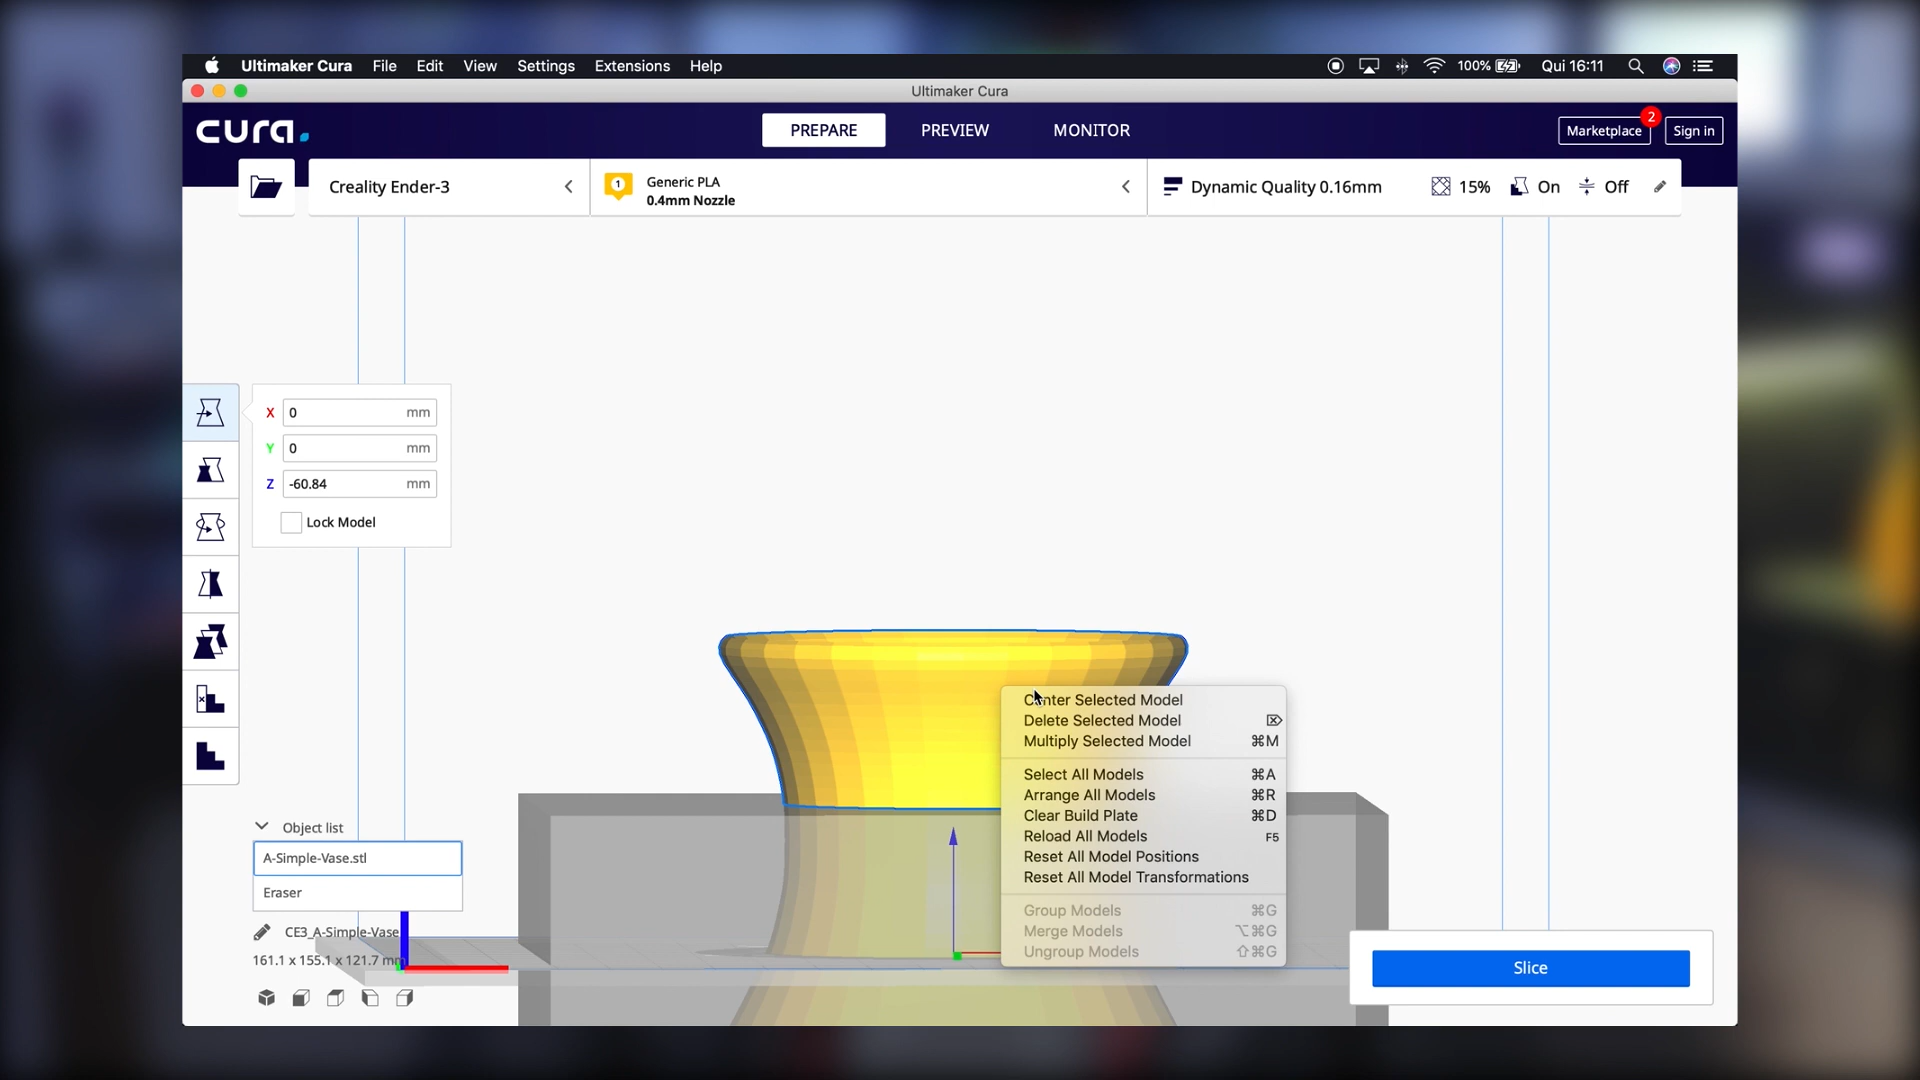 Ultimaker Cura File Edit View Settings Extensions Help 100% Qui 16:11
Ultimaker Cura
cura. PREPARE PREVIEW MONITOR Marketplace 2 Sign in
Creality Ender-3
1 Generic PLA
0.4mm Nozzle
Dynamic Quality 0.16mm 15% On Off
X 0 mm
Y 0 mm
Z -60.84 mm
Lock Model
Center Selected Model
Delete Selected Model ⌦
Multiply Selected Model ⌘M
Select All Models ⌘A
Arrange All Models ⌘R
Clear Build Plate ⌘D
Reload All Models F5
Reset All Model Positions
Reset All Model Transformations
Group Models ⌘G
Merge Models ⌥⌘G
Ungroup Models ⇧⌘G
Object list
A-Simple-Vase.stl
Eraser
CE3_A-Simple-Vase
161.1 x 155.1 x 121.7 mm
Slice